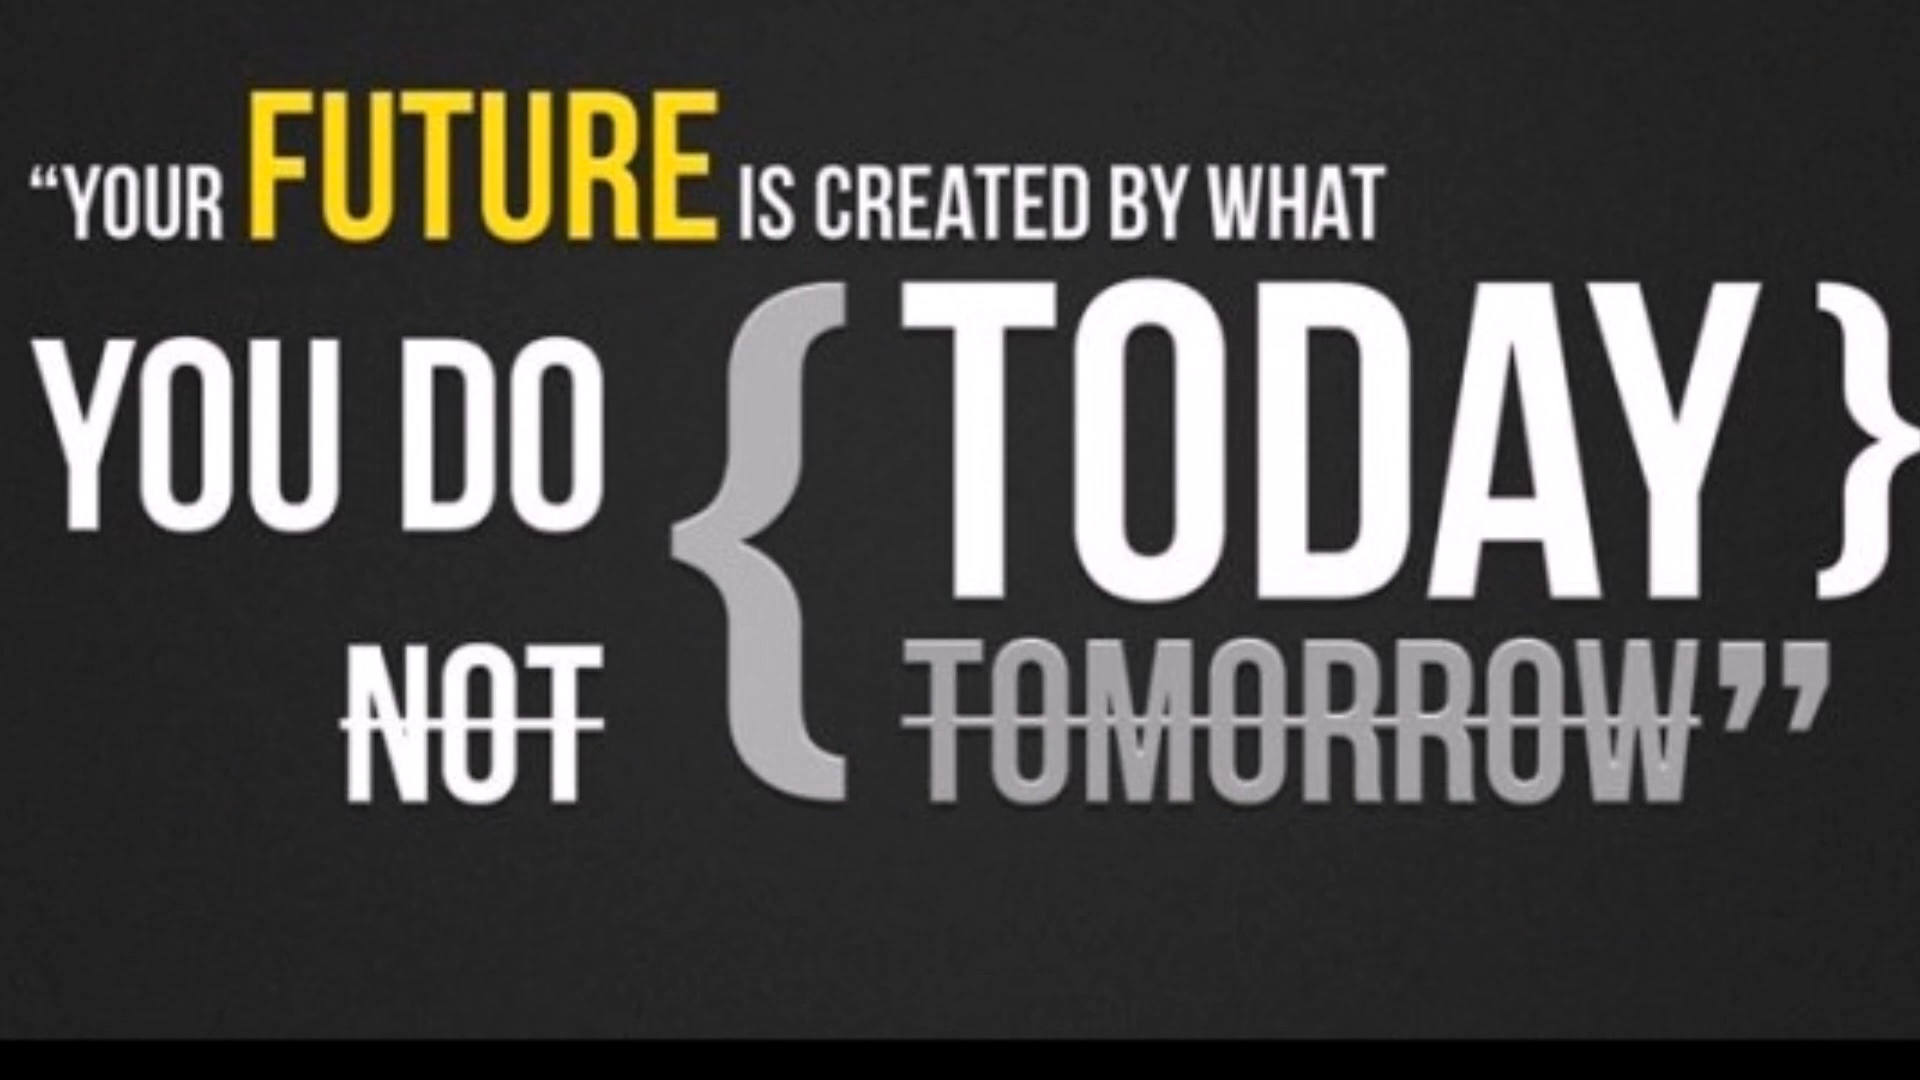 “YOUR FUTURE IS CREATED BY WHAT
YOU DO { TODAY }
NOT TOMORROW”